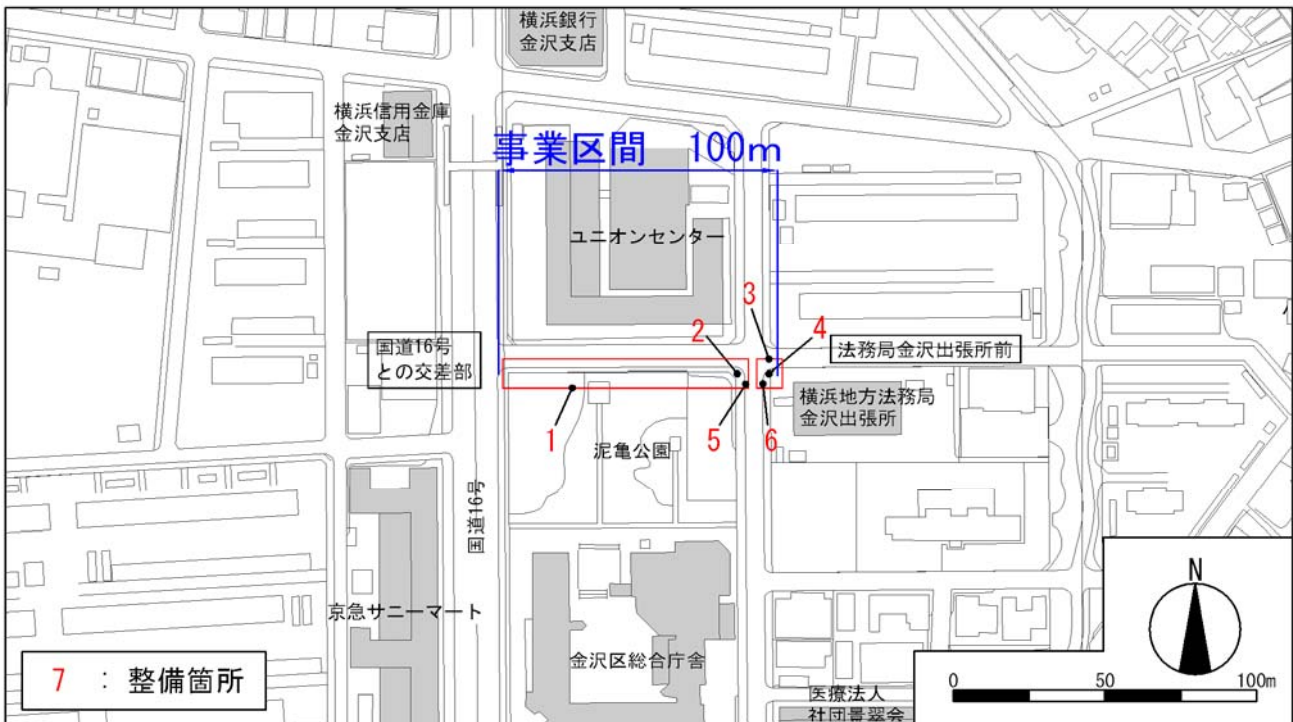 横浜銀行
金沢支店
横浜信用金庫
金沢支店
事業区間 100m
ユニオンセンター
3
2
4
国道16号
との交差部
法務局金沢出張所前
横浜地方法務局
金沢出張所
1
5
6
泥亀公園
国道16号
京急サニーマート
金沢区総合庁舎
7 : 整備箇所
医療法人
社団景翠会
N
0 50 100m